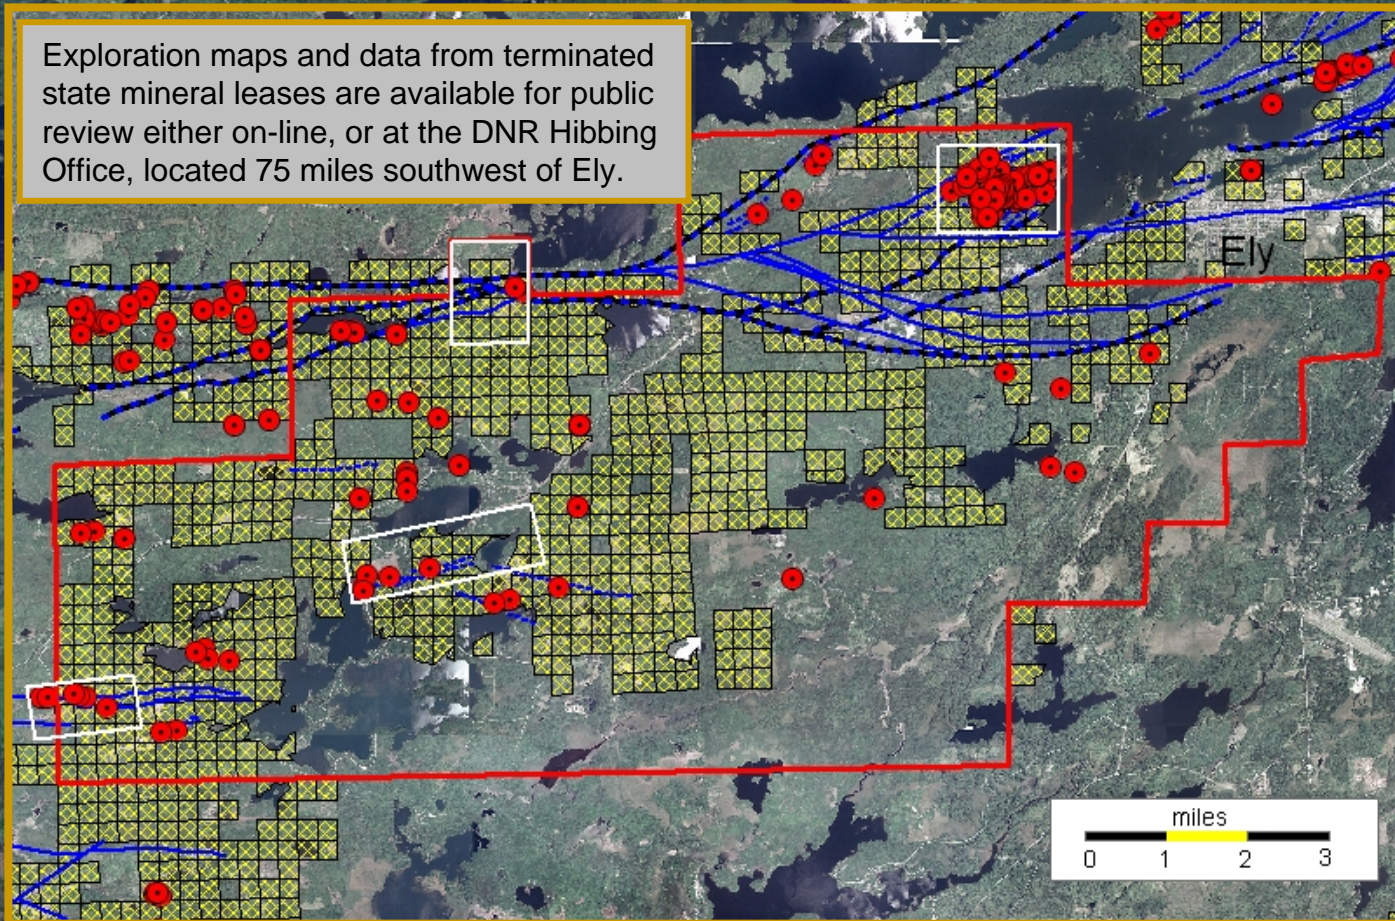 Exploration maps and data from terminated
state mineral leases are available for public
review either on-line, or at the DNR Hibbing
Office, located 75 miles southwest of Ely.
Ely
miles
0 1 2 3